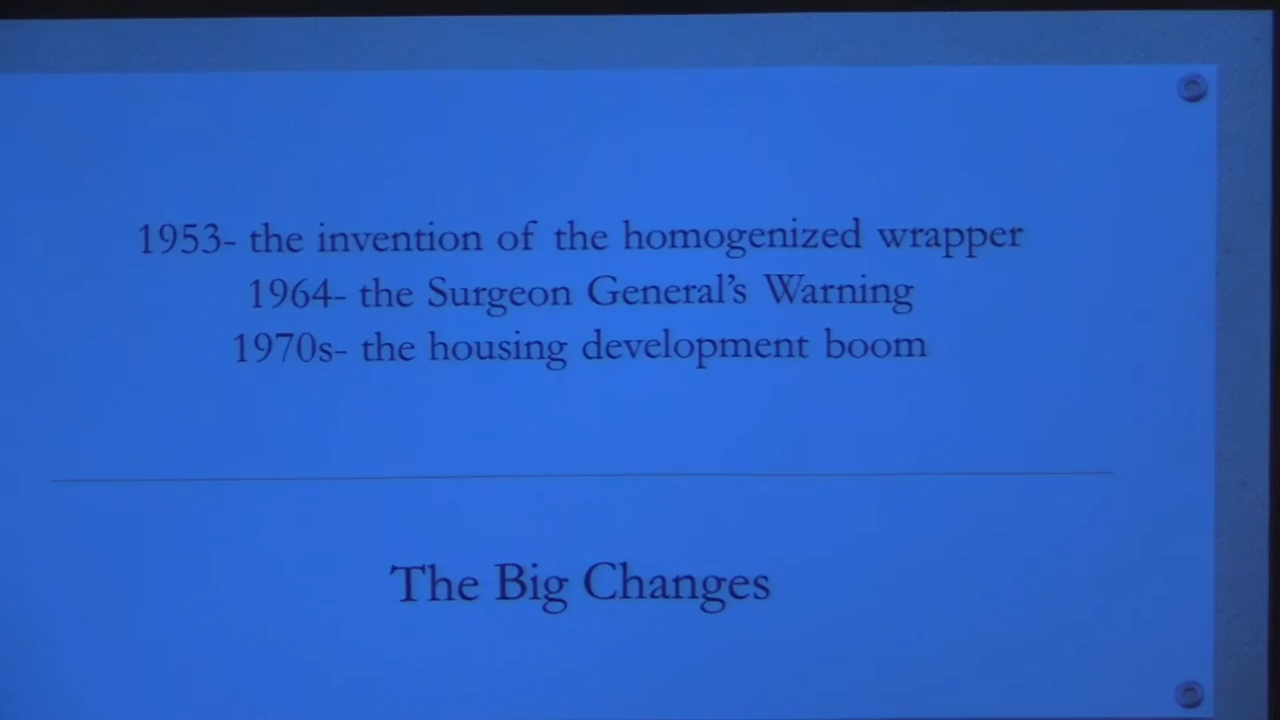 1953- the invention of the homogenized wrapper
1964- the Surgeon General’s Warning
1970s- the housing development boom
The Big Changes